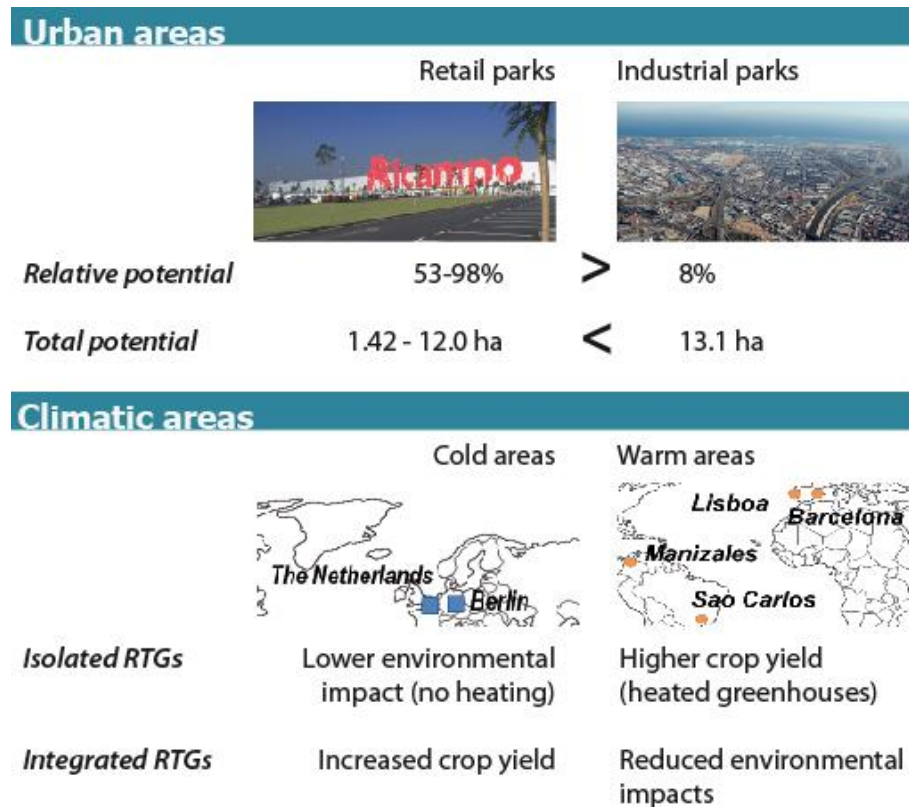 Urban areas
Retail parks Industrial parks
Ricampo
Relative potential 53-98% > 8%
Total potential 1.42 - 12.0 ha < 13.1 ha
Climatic areas
Cold areas Warm areas
Lisboa
Barcelona
The Netherlands
Berlin
Manizales
Sao Carlos
Isolated RTGs Lower environmental Higher crop yield
impact (no heating) (heated greenhouses)
Integrated RTGs Increased crop yield Reduced environmental
impacts